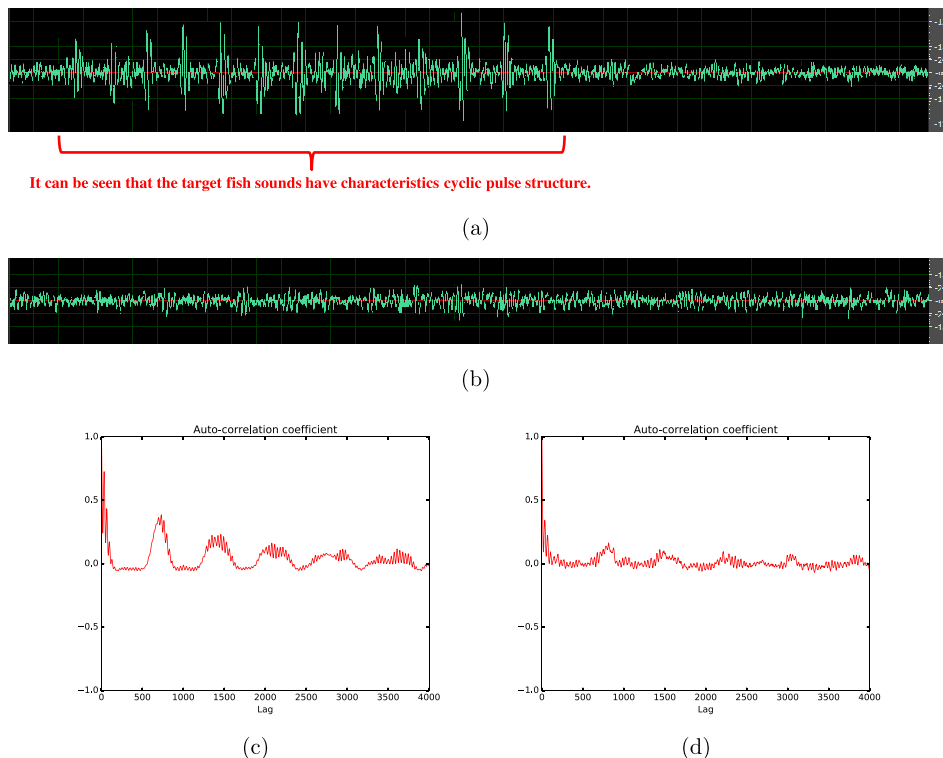 It can be seen that the target fish sounds have characteristics cyclic pulse structure.
(a)
(b)
Auto-correlation coefficient
1.0
0.5
0.0
−0.5
−1.0
0 500 1000 1500 2000 2500 3000 3500 4000
Lag
(c)
Auto-correlation coefficient
1.0
0.5
0.0
−0.5
−1.0
0 500 1000 1500 2000 2500 3000 3500 4000
Lag
(d)